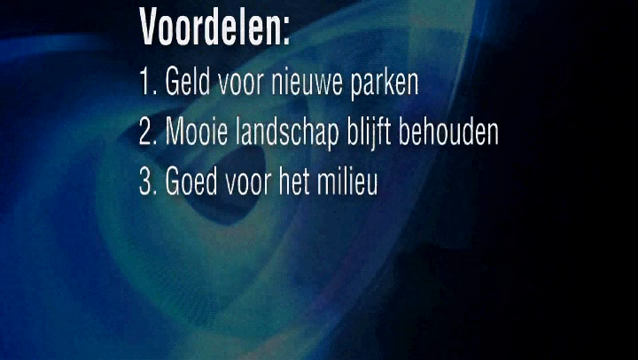 Voordelen:
1. Geld voor nieuwe parken
2. Mooie landschap blijft behouden
3. Goed voor het milieu